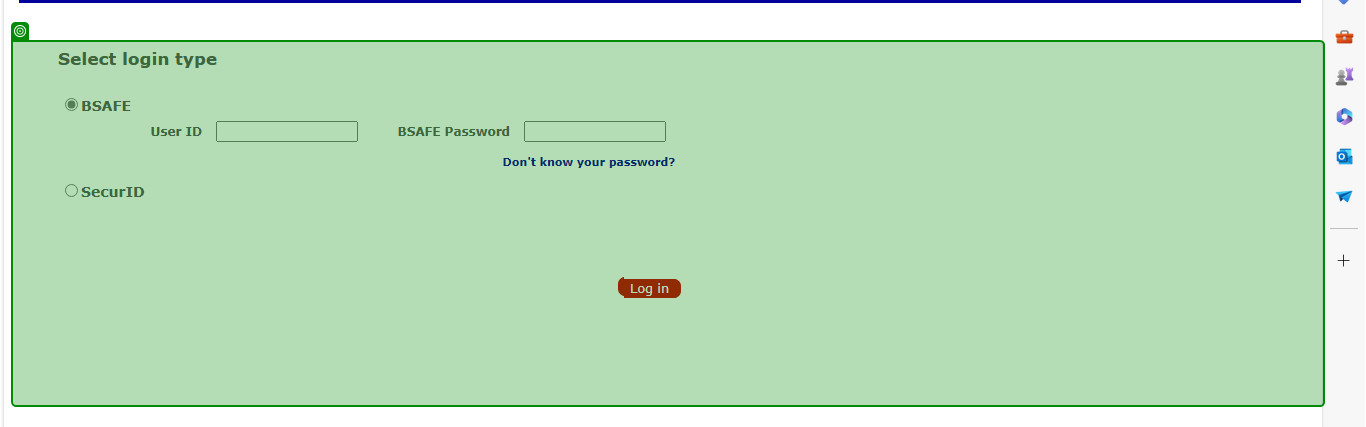 Select login type
BSAFE
User ID BSAFE Password
Don't know your password?
SecurID
Log in